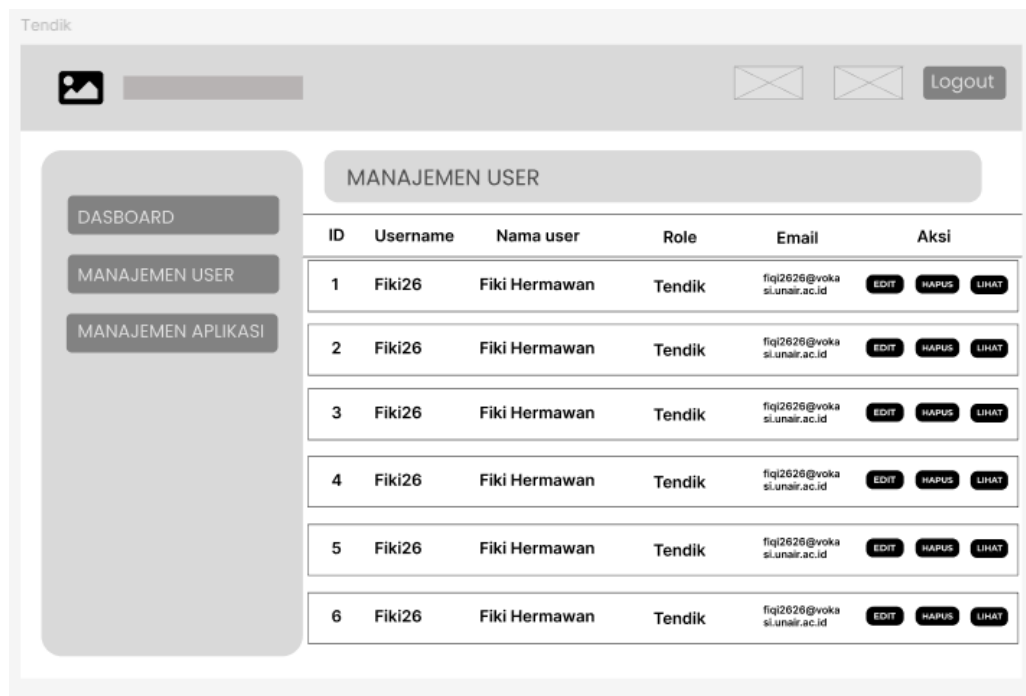 Tendik
Logout
MANAJEMEN USER
DASBOARD
MANAJEMEN USER
MANAJEMEN APLIKASI
ID Username Nama user Role Email Aksi
1 Fiki26 Fiki Hermawan Tendik fiqi2626@voka
si.unair.ac.id EDIT HAPUS LIHAT
2 Fiki26 Fiki Hermawan Tendik fiqi2626@voka
si.unair.ac.id EDIT HAPUS LIHAT
3 Fiki26 Fiki Hermawan Tendik fiqi2626@voka
si.unair.ac.id EDIT HAPUS LIHAT
4 Fiki26 Fiki Hermawan Tendik fiqi2626@voka
si.unair.ac.id EDIT HAPUS LIHAT
5 Fiki26 Fiki Hermawan Tendik fiqi2626@voka
si.unair.ac.id EDIT HAPUS LIHAT
6 Fiki26 Fiki Hermawan Tendik fiqi2626@voka
si.unair.ac.id EDIT HAPUS LIHAT